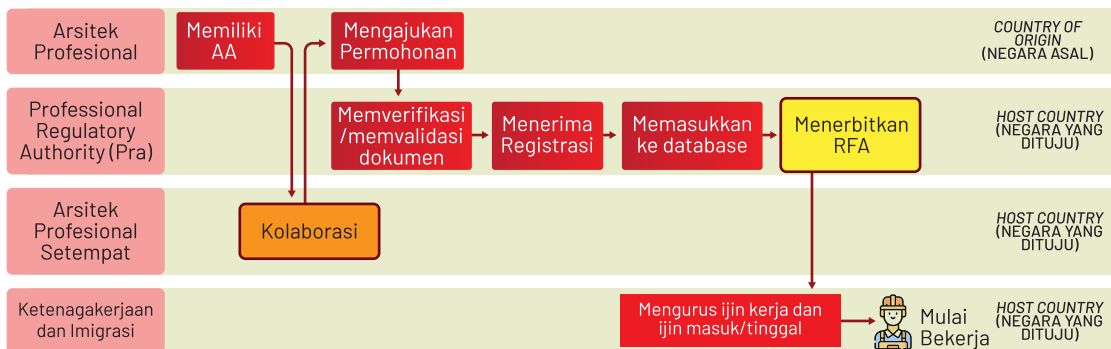 Arsitek
Profesional
Memiliki
AA
Mengajukan
Permohonan
COUNTRY OF
ORIGIN
(NEGARA ASAL)
Professional
Regulatory
Authority (Pra)
Memverifikasi
/memvalidasi
dokumen
Menerima
Registrasi
Memasukkan
ke database
Menerbitkan
RFA
HOST COUNTRY
(NEGARA YANG
DITUJU)
Arsitek
Profesional
Setempat
Kolaborasi
HOST COUNTRY
(NEGARA YANG
DITUJU)
Ketenagakerjaan
dan Imigrasi
Mengurus ijin kerja dan
ijin masuk/tinggal
Mulai
Bekerja
HOST COUNTRY
(NEGARA YANG
DITUJU)